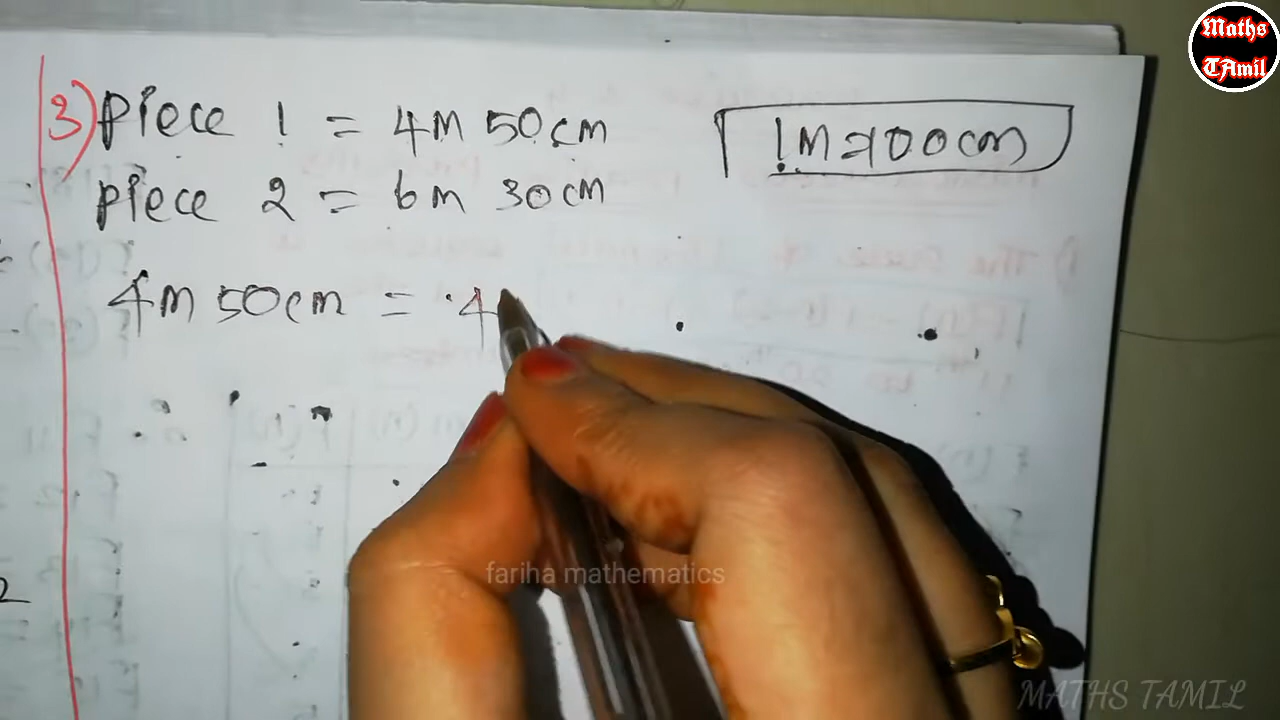 Maths
TAmil
3) Piece 1 = 4m 50cm
1m = 100cm
Piece 2 = 6m 30cm
4m 50cm = 4
2
fariha mathematics
MATHS TAMIL